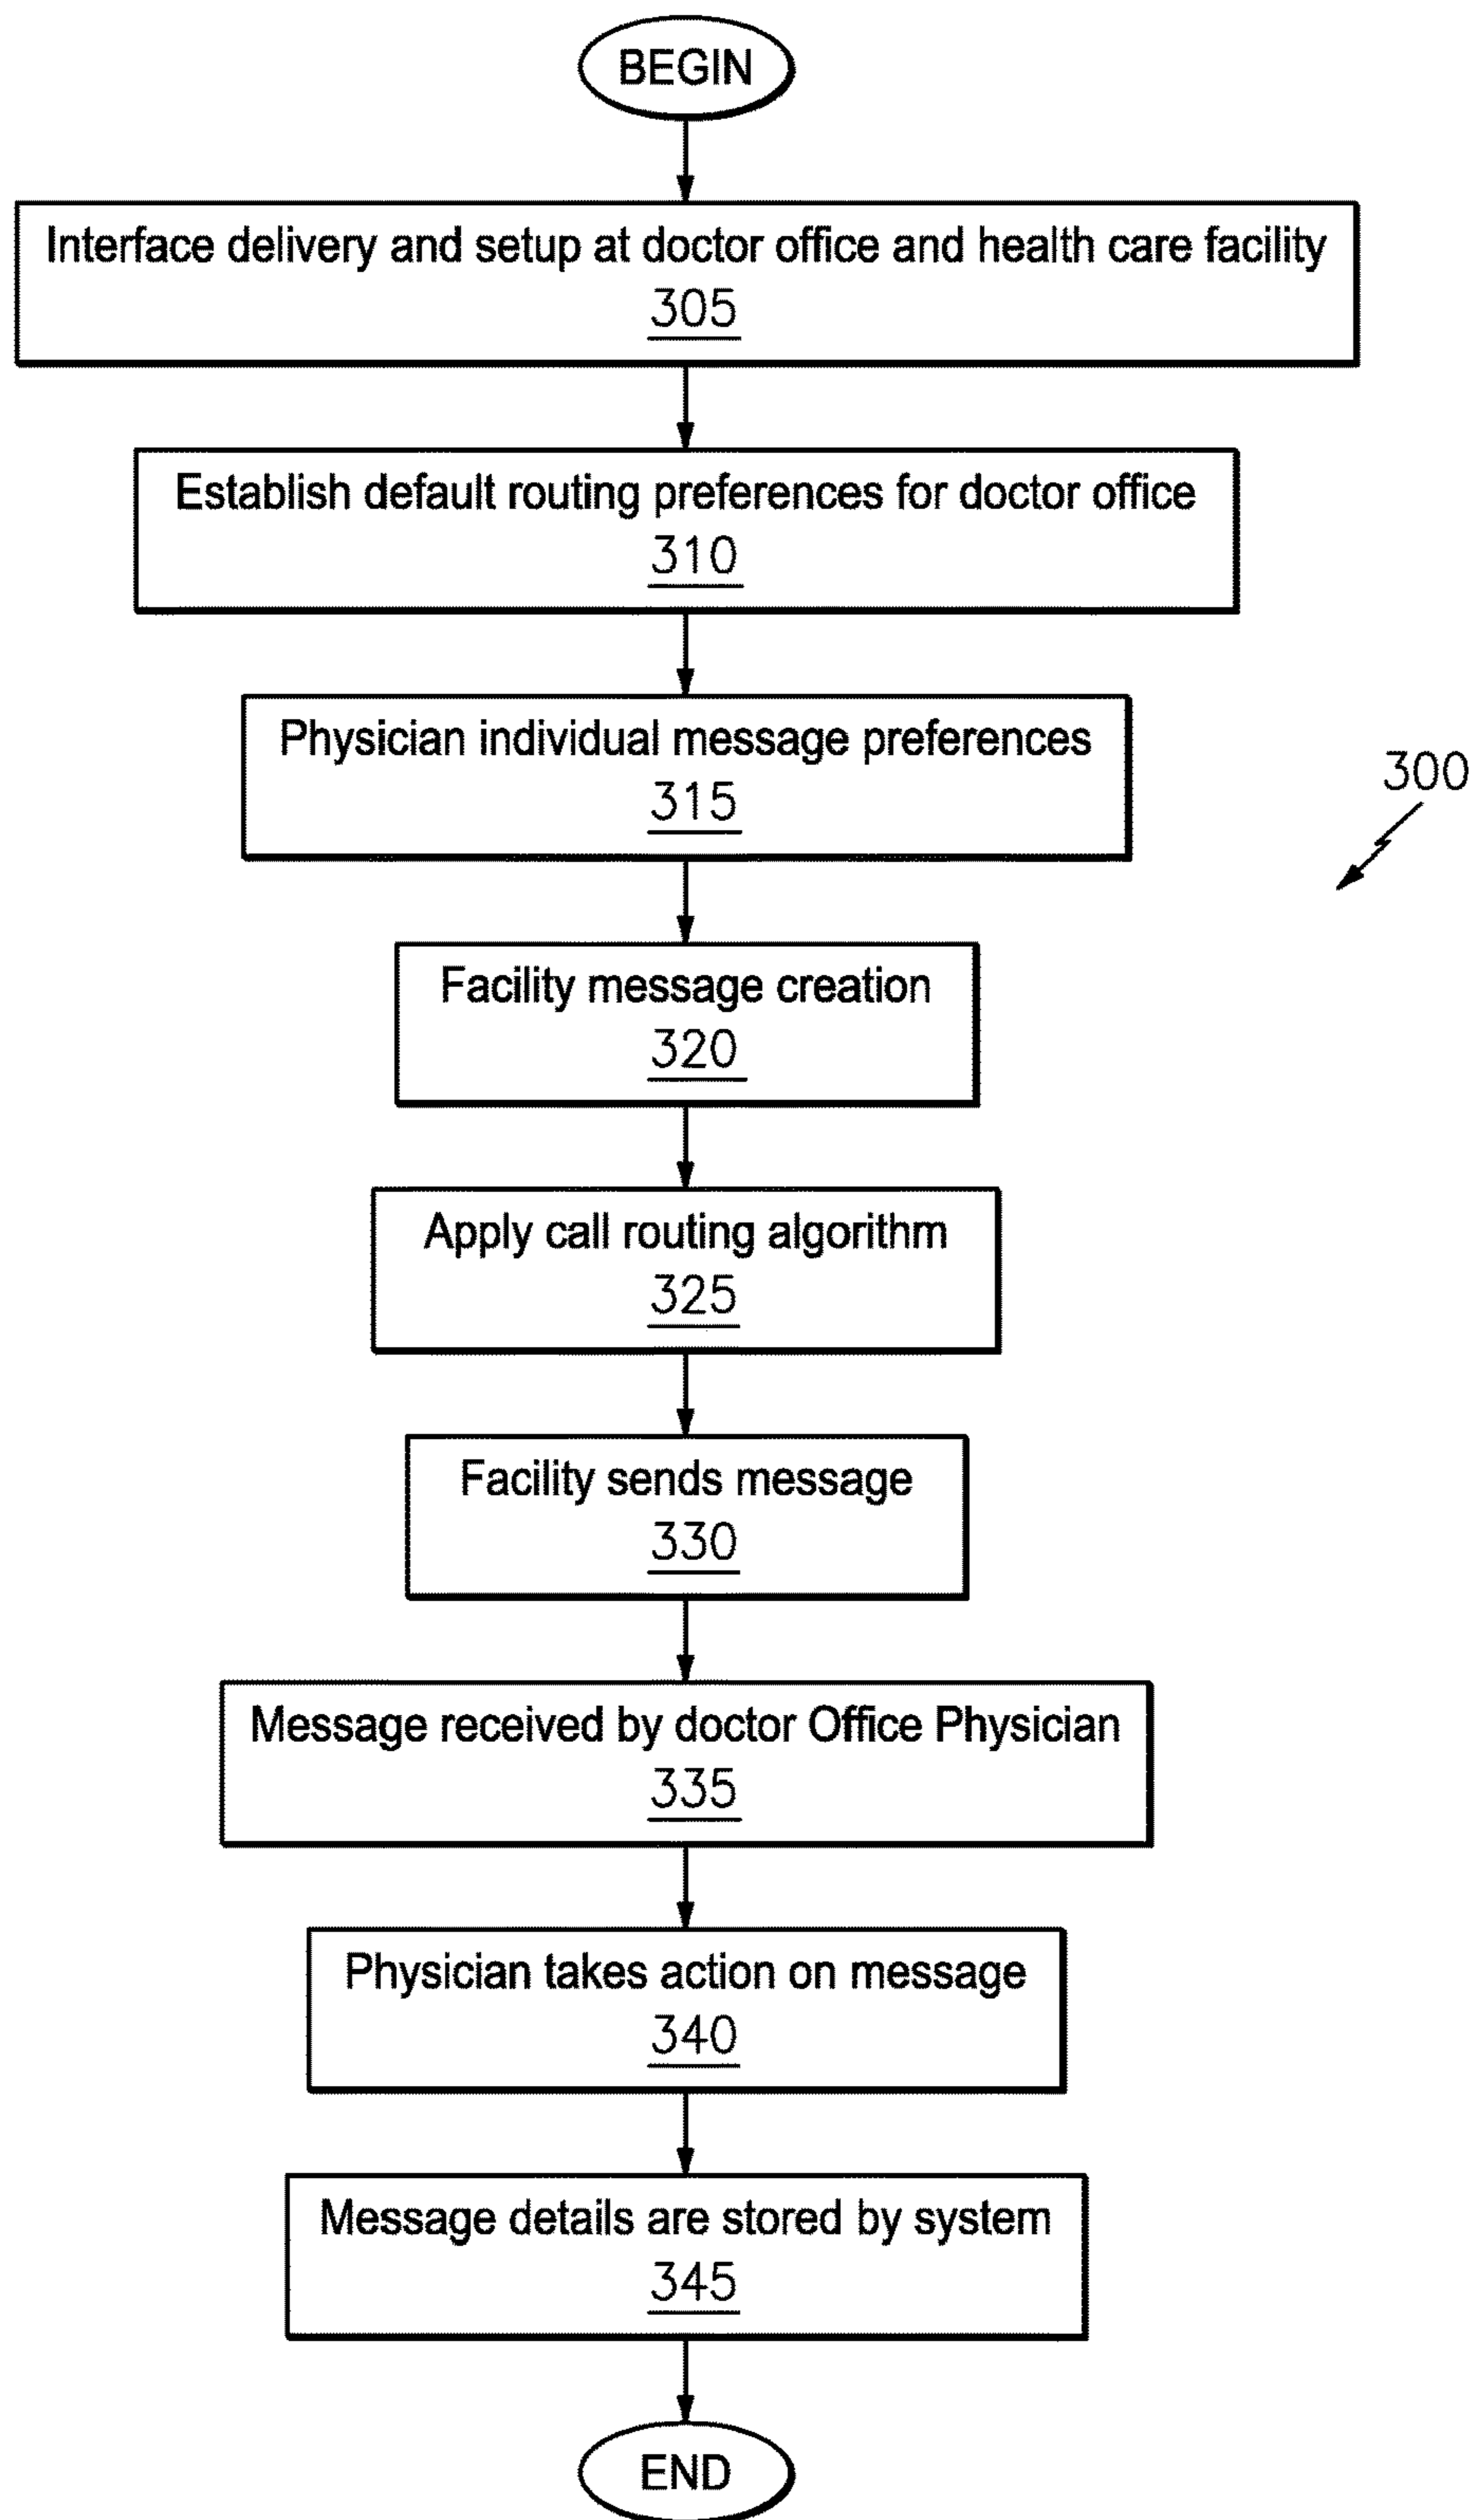 BEGIN
Interface delivery and setup at doctor office and health care facility
305
Establish default routing preferences for doctor office
310
Physician individual message preferences
315
300
Facility message creation
320
Apply call routing algorithm
325
Facility sends message
330
Message received by doctor Office Physician
335
Physician takes action on message
340
Message details are stored by system
345
END